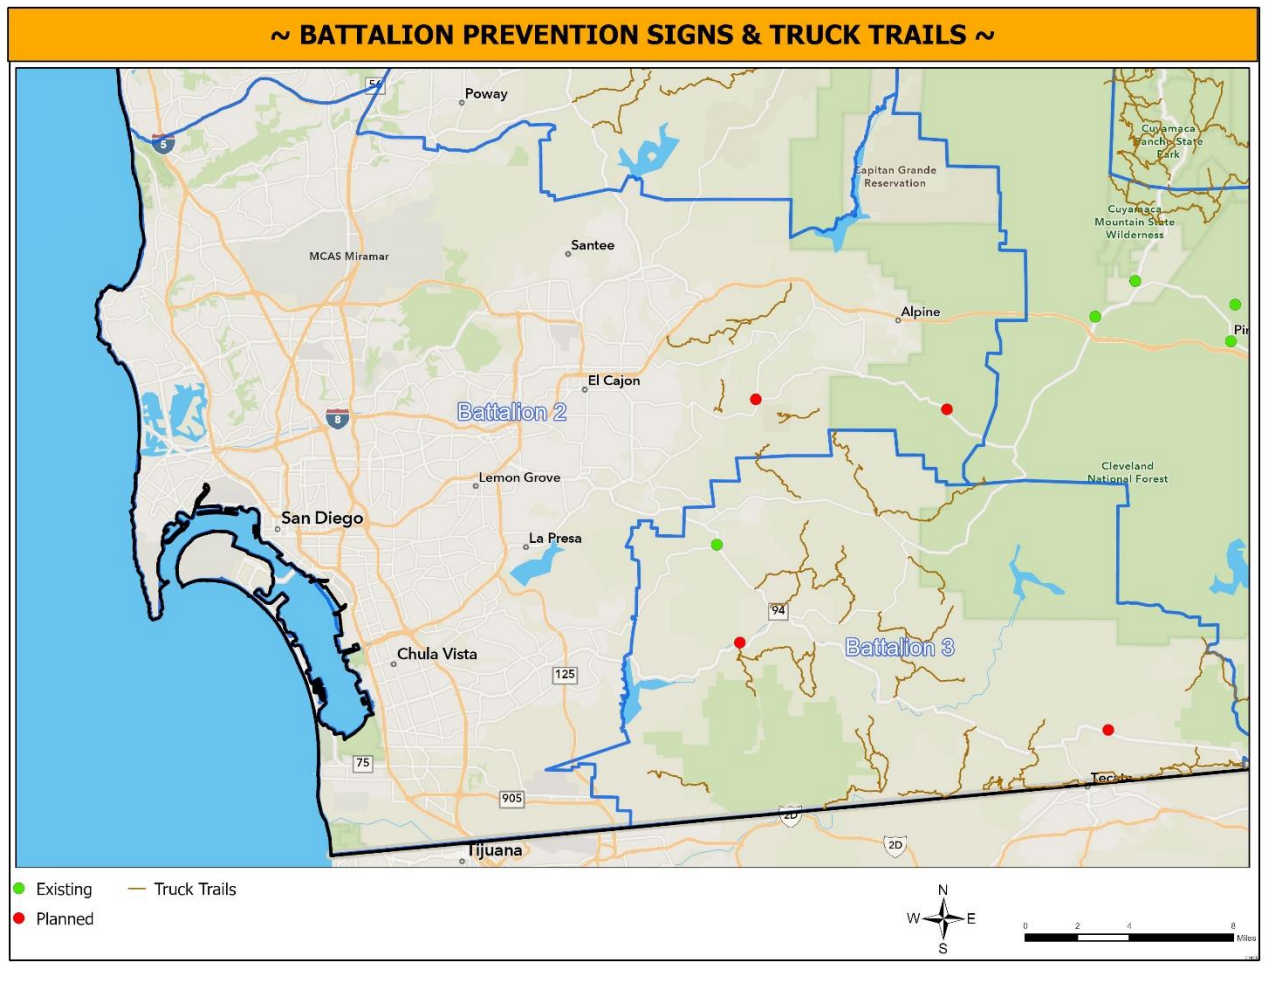 ~ BATTALION PREVENTION SIGNS & TRUCK TRAILS ~
56
Poway
5
Cuyamaca
Rancho State
Park
Capitan Grande
Reservation
Cuyamaca
Mountain State
Wilderness
Santee
MCAS Miramar
Alpine
Pin
El Cajon
Battalion 2
8
Cleveland
National Forest
Lemon Grove
San Diego
La Presa
94
Battalion 3
Chula Vista
125
75
Tecate
905
2D
2D
Tijuana
Existing
Truck Trails
Planned
N
W
E
S
0 2 4 8
Miles